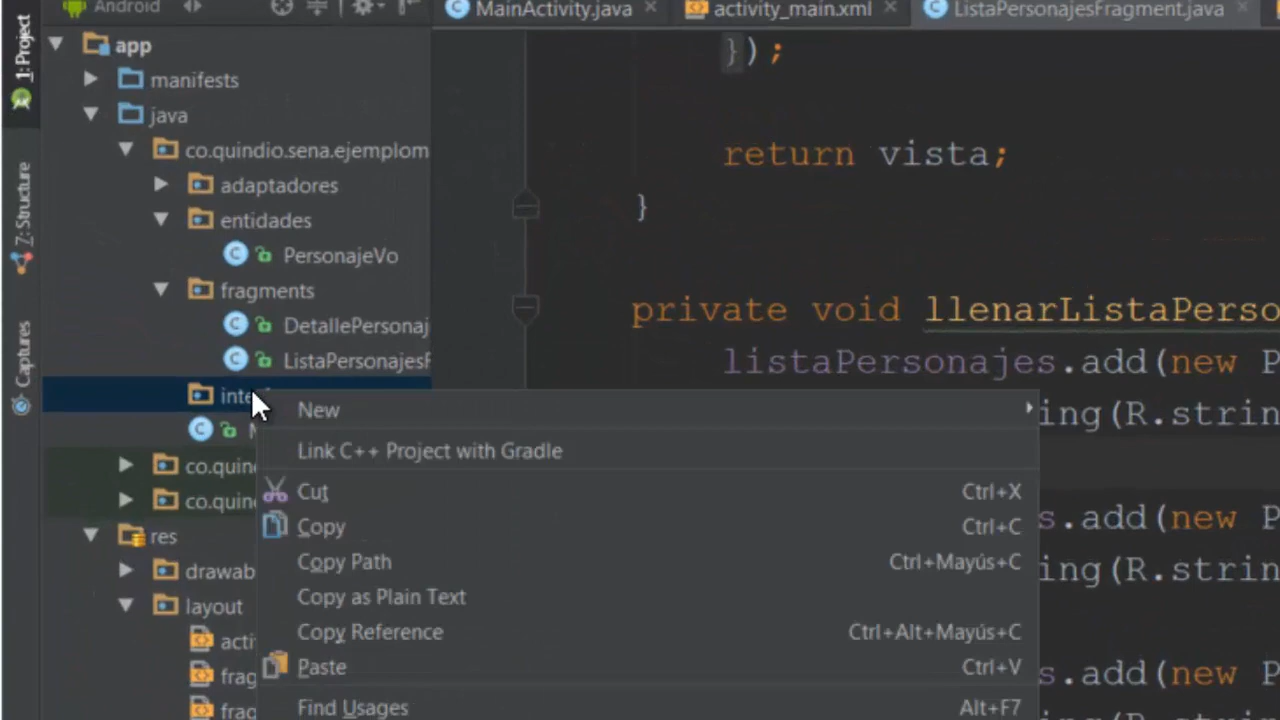 Android
MainActivity.java
activity_main.xml
ListaPersonajesFragment.java
1: Project
7: Structure
Captures
app
manifests
java
co.quindio.sena.ejemplom
adaptadores
entidades
PersonajeVo
fragments
DetallePersonaj
ListaPersonajesF
inte
co.quin
co.quin
res
drawab
layout
acti
frag
frag
});
return vista;
}
private void llenarListaPerso
listaPersonajes.add(new P
ing(R.strin
s.add(new P
ing(R.strin
s.add(new P
New
Link C++ Project with Gradle
Cut Ctrl+X
Copy Ctrl+C
Copy Path Ctrl+Mayús+C
Copy as Plain Text
Copy Reference Ctrl+Alt+Mayús+C
Paste Ctrl+V
Find Usages Alt+F7